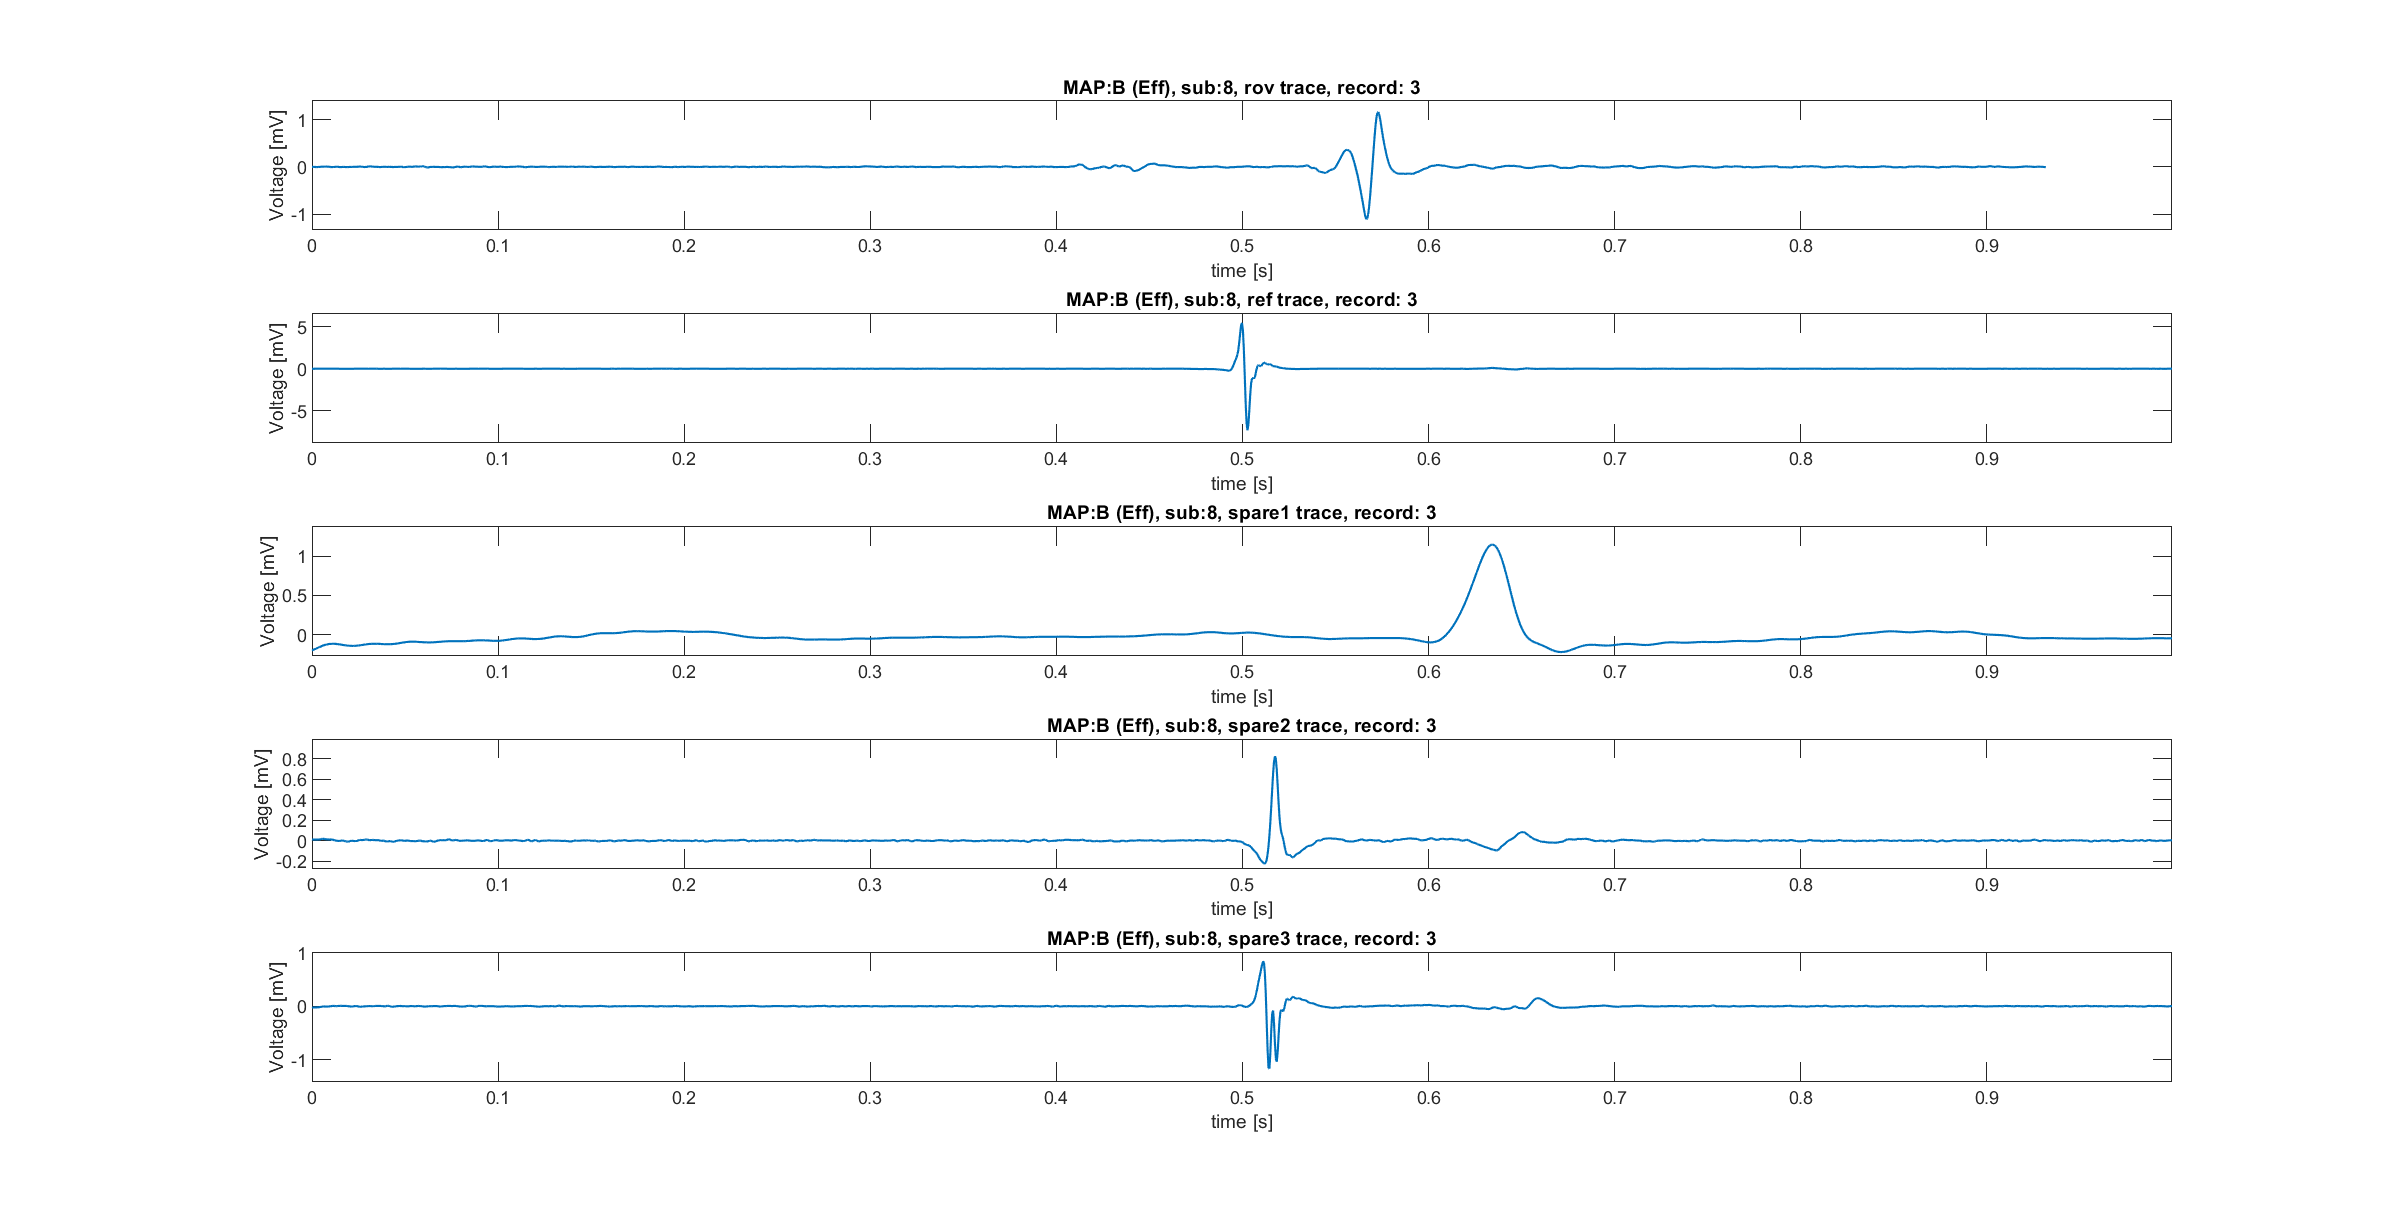 MAP:B (Eff), sub:8, rov trace, record: 3
Voltage [mV]
1
0
-1
0 0.1 0.2 0.3 0.4 0.5 0.6 0.7 0.8 0.9
time [s]
MAP:B (Eff), sub:8, ref trace, record: 3
Voltage [mV]
5
0
-5
0 0.1 0.2 0.3 0.4 0.5 0.6 0.7 0.8 0.9
time [s]
MAP:B (Eff), sub:8, spare1 trace, record: 3
Voltage [mV]
1
0.5
0
0 0.1 0.2 0.3 0.4 0.5 0.6 0.7 0.8 0.9
time [s]
MAP:B (Eff), sub:8, spare2 trace, record: 3
Voltage [mV]
0.8
0.6
0.4
0.2
0
-0.2
0 0.1 0.2 0.3 0.4 0.5 0.6 0.7 0.8 0.9
time [s]
MAP:B (Eff), sub:8, spare3 trace, record: 3
Voltage [mV]
1
0
-1
0 0.1 0.2 0.3 0.4 0.5 0.6 0.7 0.8 0.9
time [s]